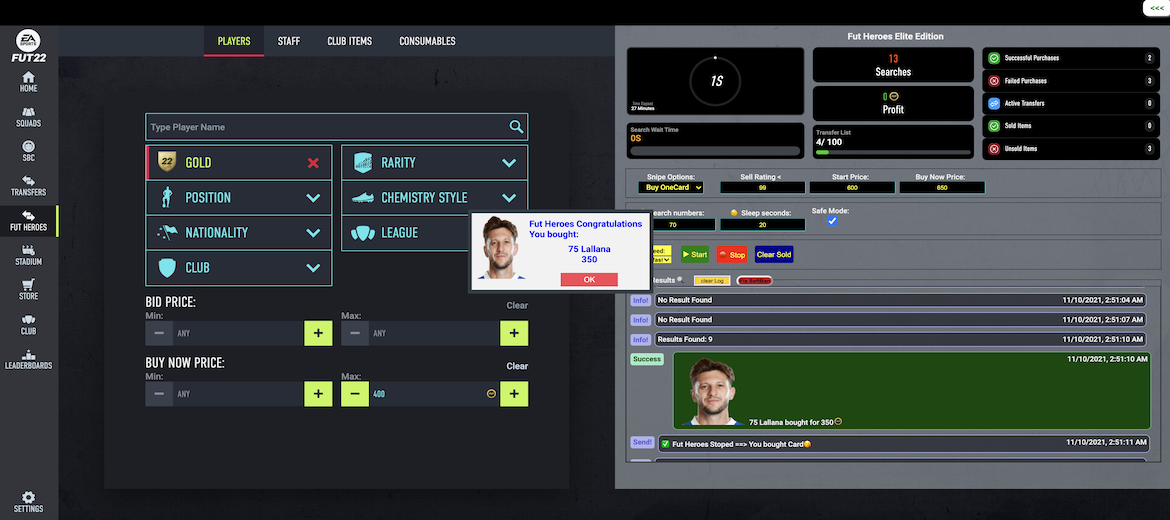 <<<
EA
SPORTS
FUT22
HOME
SQUADS
SBC
TRANSFERS
FUT HEROES
STADIUM
STORE
CLUB
LEADERBOARDS
SETTINGS
PLAYERS STAFF CLUB ITEMS CONSUMABLES
Type Player Name
22 GOLD
RARITY
POSITION
CHEMISTRY STYLE
NATIONALITY
LEAGUE
CLUB
BID PRICE: Clear
Min: Max:
ANY ANY
BUY NOW PRICE: Clear
Min: Max:
ANY 400
Fut Heroes Congratulations
You bought:
75 Lallana
350
OK
Fut Heroes Elite Edition
1S
27 Minutes
Search Wait Time
0S
13
Searches
0
Profit
Transfer List
4/ 100
Successful Purchases 2
Failed Purchases 3
Active Transfers 0
Sold Items 0
Unsold Items 3
Snipe Options: Sell Rating < Start Price: Buy Now Price:
Buy OneCard 99 600 650
earch numbers: Sleep seconds: Safe Mode:
70 20
eed:
Start Stop Clear Sold
Results clear Log
Info! No Result Found 11/10/2021, 2:51:04 AM
Info! No Result Found 11/10/2021, 2:51:07 AM
Info! Results Found: 9 11/10/2021, 2:51:10 AM
Success 11/10/2021, 2:51:10 AM
75 Lallana bought for 350
Send! Fut Heroes Stoped ==> You bought Card 11/10/2021, 2:51:11 AM